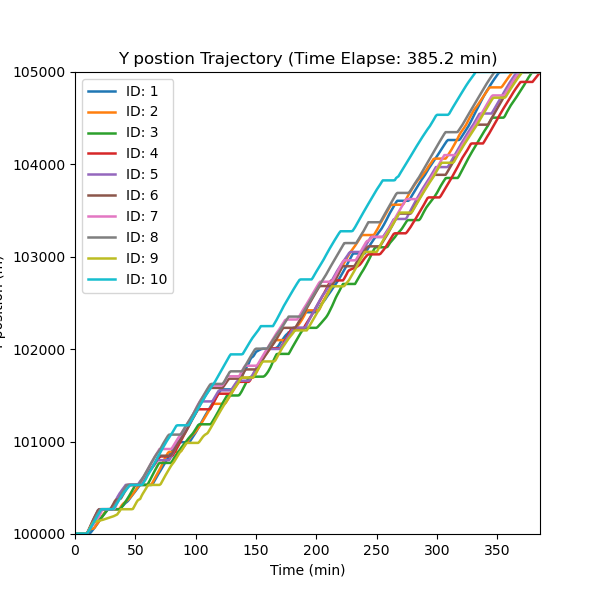 Y postion Trajectory (Time Elapse: 385.2 min)
105000
104000
103000
102000
101000
100000
ID: 1
ID: 2
ID: 3
ID: 4
ID: 5
ID: 6
ID: 7
ID: 8
ID: 9
ID: 10
0
50
100
150
200
250
300
350
Time (min)